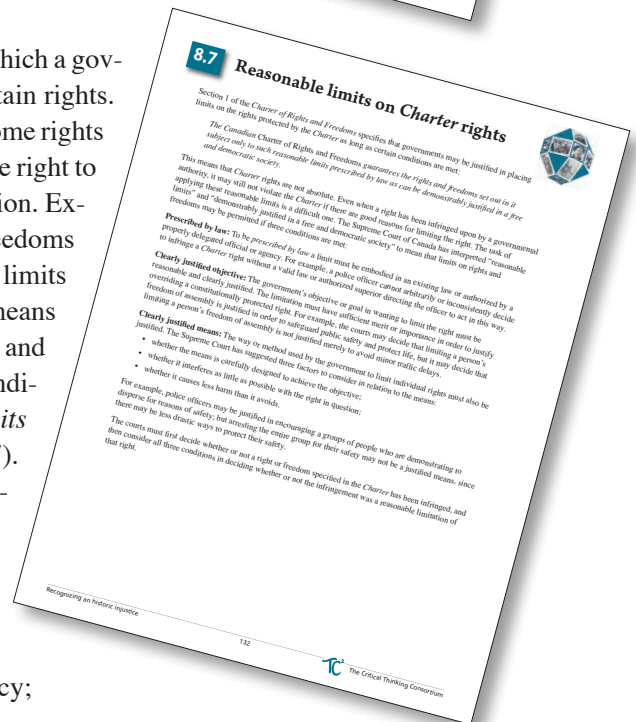 hich a gov-
tain rights.
ome rights
e right to
ion. Ex-
eedoms
limits
means
and
ndi-
its
).
-
cy;
8.7 Reasonable limits on Charter rights
Section 1 of the Charter of Rights and Freedoms specifies that governments may be justified in placing
limits on the rights protected by the Charter as long as certain conditions are met:
The Canadian Charter of Rights and Freedoms guarantees the rights and freedoms set out in it
subject only to such reasonable limits prescribed by law as can be demonstrably justified in a free
and democratic society.
This means that Charter rights are not absolute. Even when a right has been infringed upon by a governmental
authority, it may still not violate the Charter if there are good reasons for limiting the right. The task of
applying these reasonable limits is a difficult one. The Supreme Court of Canada has interpreted “reasonable
limits” and “demonstrably justified in a free and democratic society” to mean that limits on rights and
freedoms may be permitted if three conditions are met:
Prescribed by law: To be prescribed by law a limit must be embodied in an existing law or authorized by a
properly delegated official or agency. For example, a police officer cannot arbitrarily or inconsistently decide
to infringe a Charter right without a valid law or authorized superior directing the officer to act in this way.
Clearly justified objective: The government’s objective or goal in wanting to limit the right must be
reasonable and clearly justified. The limitation must have sufficient merit or importance in order to justify
overriding a constitutionally protected right. For example, the courts may decide that limiting a person’s
freedom of assembly is justified in order to safeguard public safety and protect life, but it may decide that
limiting a person’s freedom of assembly is not justified merely to avoid minor traffic delays.
Clearly justified means: The way or method used by the government to limit individual rights must also be
justified. The Supreme Court has suggested three factors to consider in relation to the means:
• whether the means is carefully designed to achieve the objective;
• whether it interferes as little as possible with the right in question;
• whether it causes less harm than it avoids.
For example, police officers may be justified in encouraging a groups of people who are demonstrating to
disperse for reasons of safety; but arresting the entire group for their safety may not be a justified means, since
there may be less drastic ways to protect their safety.
The courts must first decide whether or not a right or freedom specified in the Charter has been infringed, and
then consider all three conditions in deciding whether or not the infringement was a reasonable limitation of
that right.
Recognizing an historic injustice
132
TC² The Critical Thinking Consortium